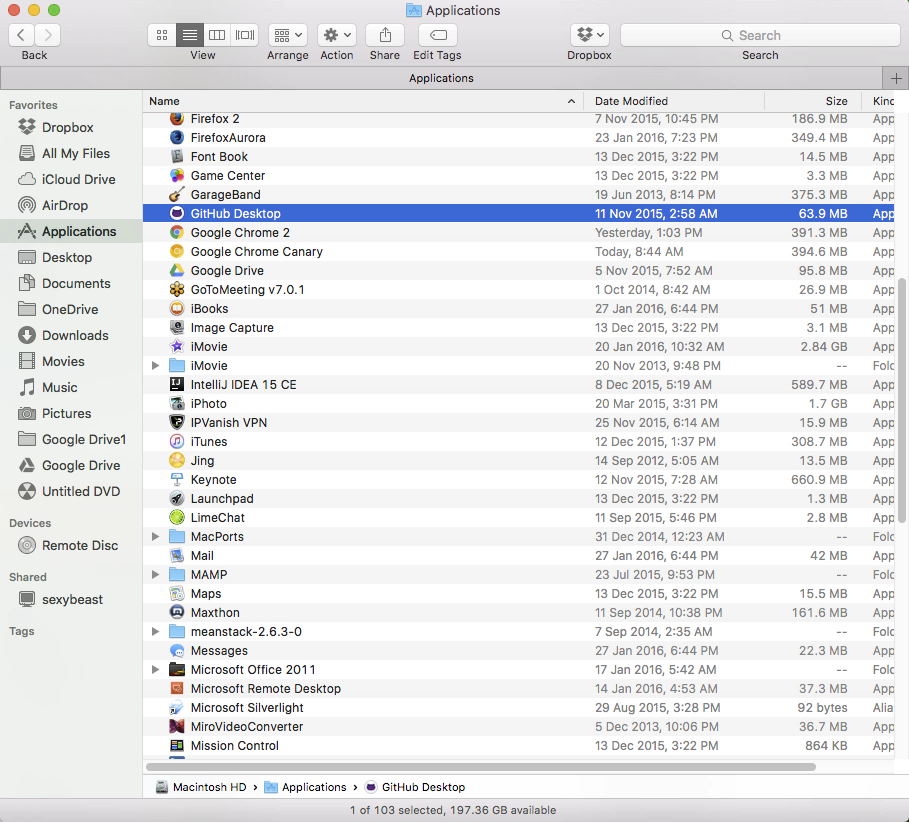 Applications
Back View Arrange Action Share Edit Tags Dropbox Search Search
Applications
Favorites
Dropbox
All My Files
iCloud Drive
AirDrop
Applications
Desktop
Documents
OneDrive
Downloads
Movies
Music
Pictures
Google Drive1
Google Drive
Untitled DVD
Devices
Remote Disc
Shared
sexybeast
Tags
Name Date Modified Size Kind
Firefox 2 7 Nov 2015, 10:45 PM 186.9 MB App
FirefoxAurora 23 Jan 2016, 7:23 PM 349.4 MB App
Font Book 13 Dec 2015, 3:22 PM 14.5 MB App
Game Center 13 Dec 2015, 3:22 PM 3.3 MB App
GarageBand 19 Jun 2013, 8:14 PM 375.3 MB App
GitHub Desktop 11 Nov 2015, 2:58 AM 63.9 MB App
Google Chrome 2 Yesterday, 1:03 PM 391.3 MB App
Google Chrome Canary Today, 8:44 AM 394.6 MB App
Google Drive 5 Nov 2015, 7:52 AM 95.8 MB App
GoToMeeting v7.0.1 1 Oct 2014, 8:42 AM 26.9 MB App
iBooks 27 Jan 2016, 6:44 PM 51 MB App
Image Capture 13 Dec 2015, 3:22 PM 3.1 MB App
iMovie 20 Jan 2016, 10:32 AM 2.84 GB App
iMovie 20 Nov 2013, 9:48 PM -- Fol
IntelliJ IDEA 15 CE 8 Dec 2015, 5:19 AM 589.7 MB App
iPhoto 20 Mar 2015, 3:31 PM 1.7 GB App
IPVanish VPN 25 Nov 2015, 6:14 AM 15.9 MB App
iTunes 12 Dec 2015, 1:37 PM 308.7 MB App
Jing 14 Sep 2012, 5:05 AM 13.5 MB App
Keynote 12 Nov 2015, 7:28 AM 660.9 MB App
Launchpad 13 Dec 2015, 3:22 PM 1.3 MB App
LimeChat 11 Sep 2015, 5:46 PM 2.8 MB App
MacPorts 31 Dec 2014, 12:23 AM -- Fol
Mail 27 Jan 2016, 6:44 PM 42 MB App
MAMP 23 Jul 2015, 9:53 PM -- Fol
Maps 13 Dec 2015, 3:22 PM 15.5 MB App
Maxthon 11 Sep 2014, 10:38 PM 161.6 MB App
meanstack-2.6.3-0 7 Sep 2014, 2:35 AM -- Fol
Messages 27 Jan 2016, 6:44 PM 22.3 MB App
Microsoft Office 2011 17 Jan 2016, 5:42 AM -- Fol
Microsoft Remote Desktop 14 Jan 2016, 4:53 AM 37.3 MB App
Microsoft Silverlight 29 Aug 2015, 3:28 PM 92 bytes Alia
MiroVideoConverter 5 Dec 2013, 10:06 PM 36.7 MB App
Mission Control 13 Dec 2015, 3:22 PM 864 KB App
Macintosh HD › Applications › GitHub Desktop
1 of 103 selected, 197.36 GB available